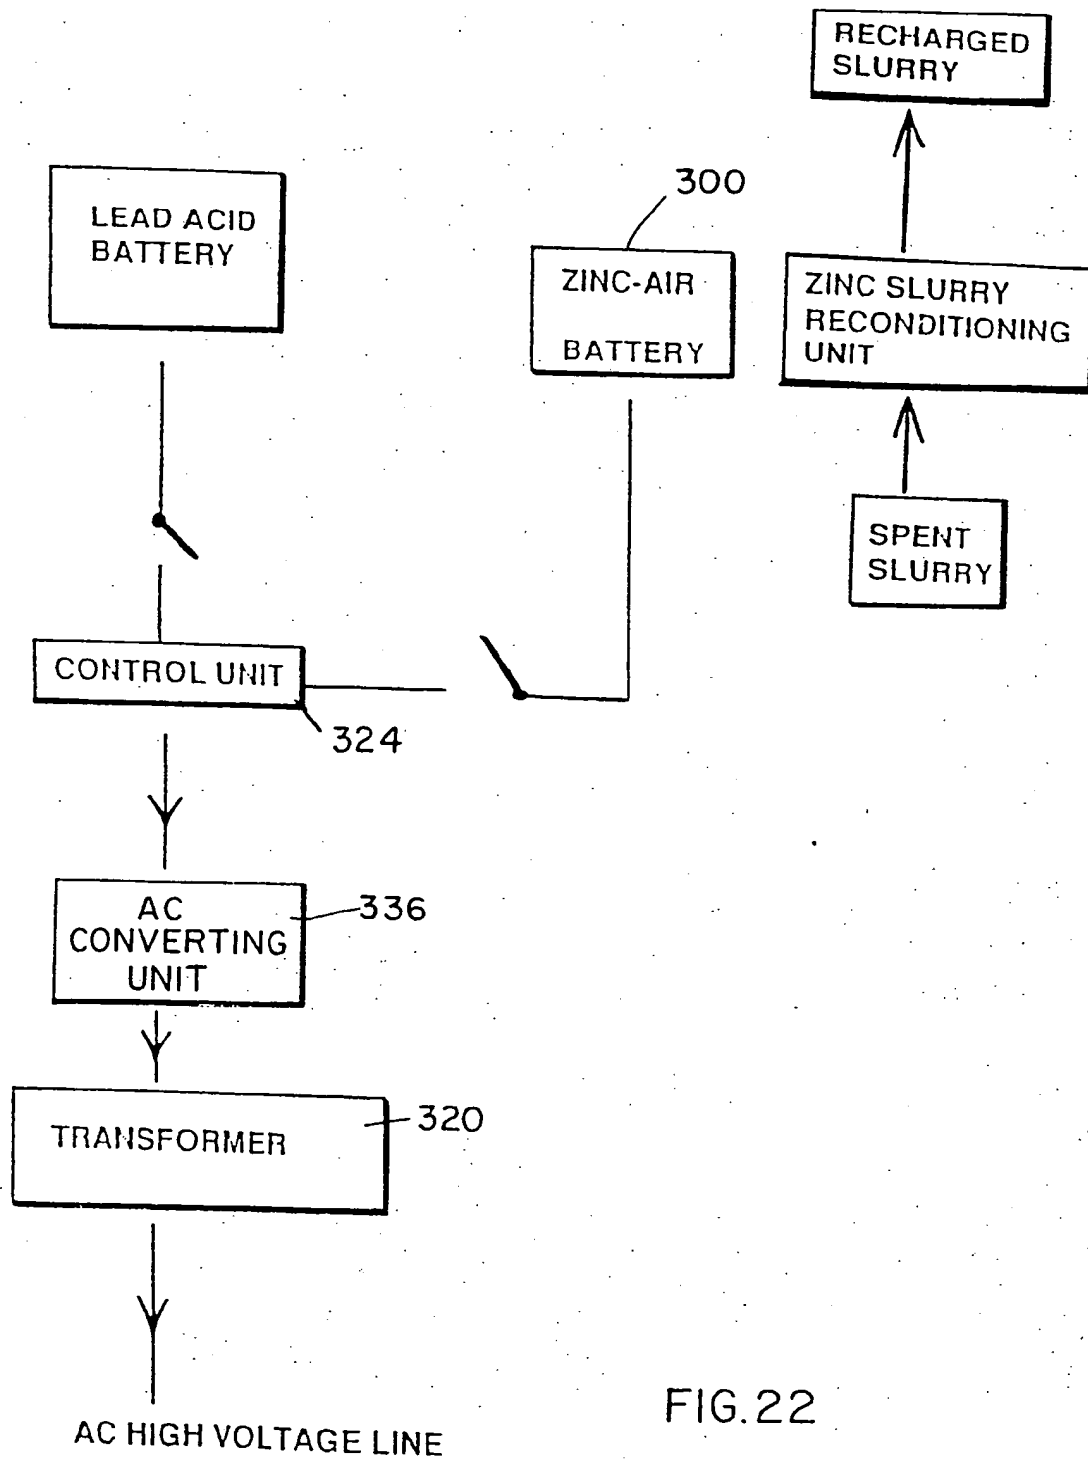 RECHARGED
SLURRY
LEAD ACID
BATTERY
300
ZINC-AIR
BATTERY
ZINC SLURRY
RECONDITIONING
UNIT
SPENT
SLURRY
CONTROL UNIT
324
AC
CONVERTING
UNIT
336
TRANSFORMER
320
AC HIGH VOLTAGE LINE
FIG.22